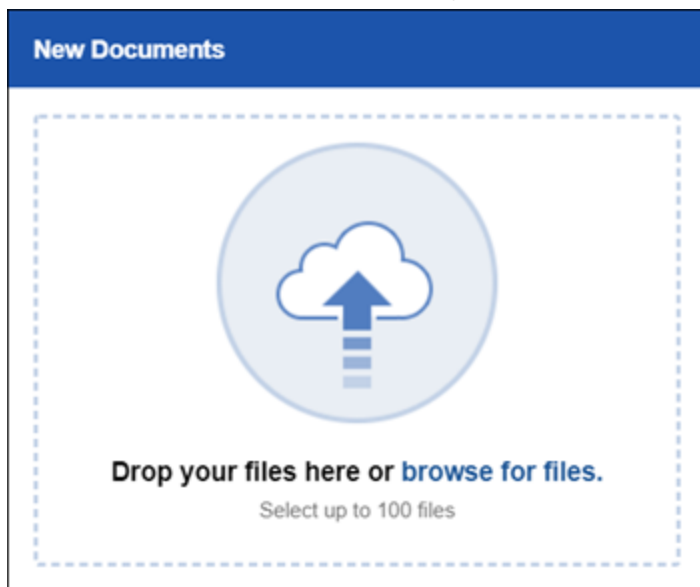 New Documents
Drop your files here or browse for files.
Select up to 100 files